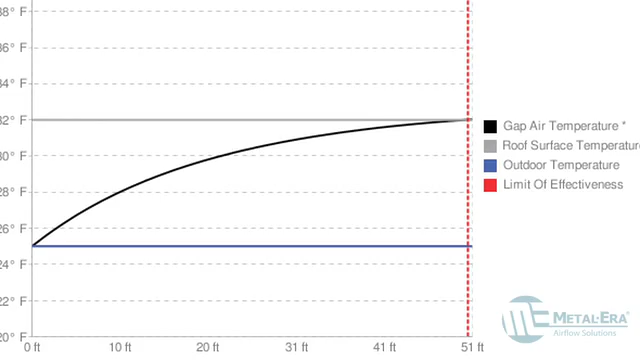 38° F
36° F
34° F
32° F
30° F
28° F
26° F
24° F
22° F
20° F
0 ft 10 ft 20 ft 31 ft 41 ft 51 ft
Gap Air Temperature *
Roof Surface Temperature
Outdoor Temperature
Limit Of Effectiveness
METAL-ERA®
Airflow Solutions